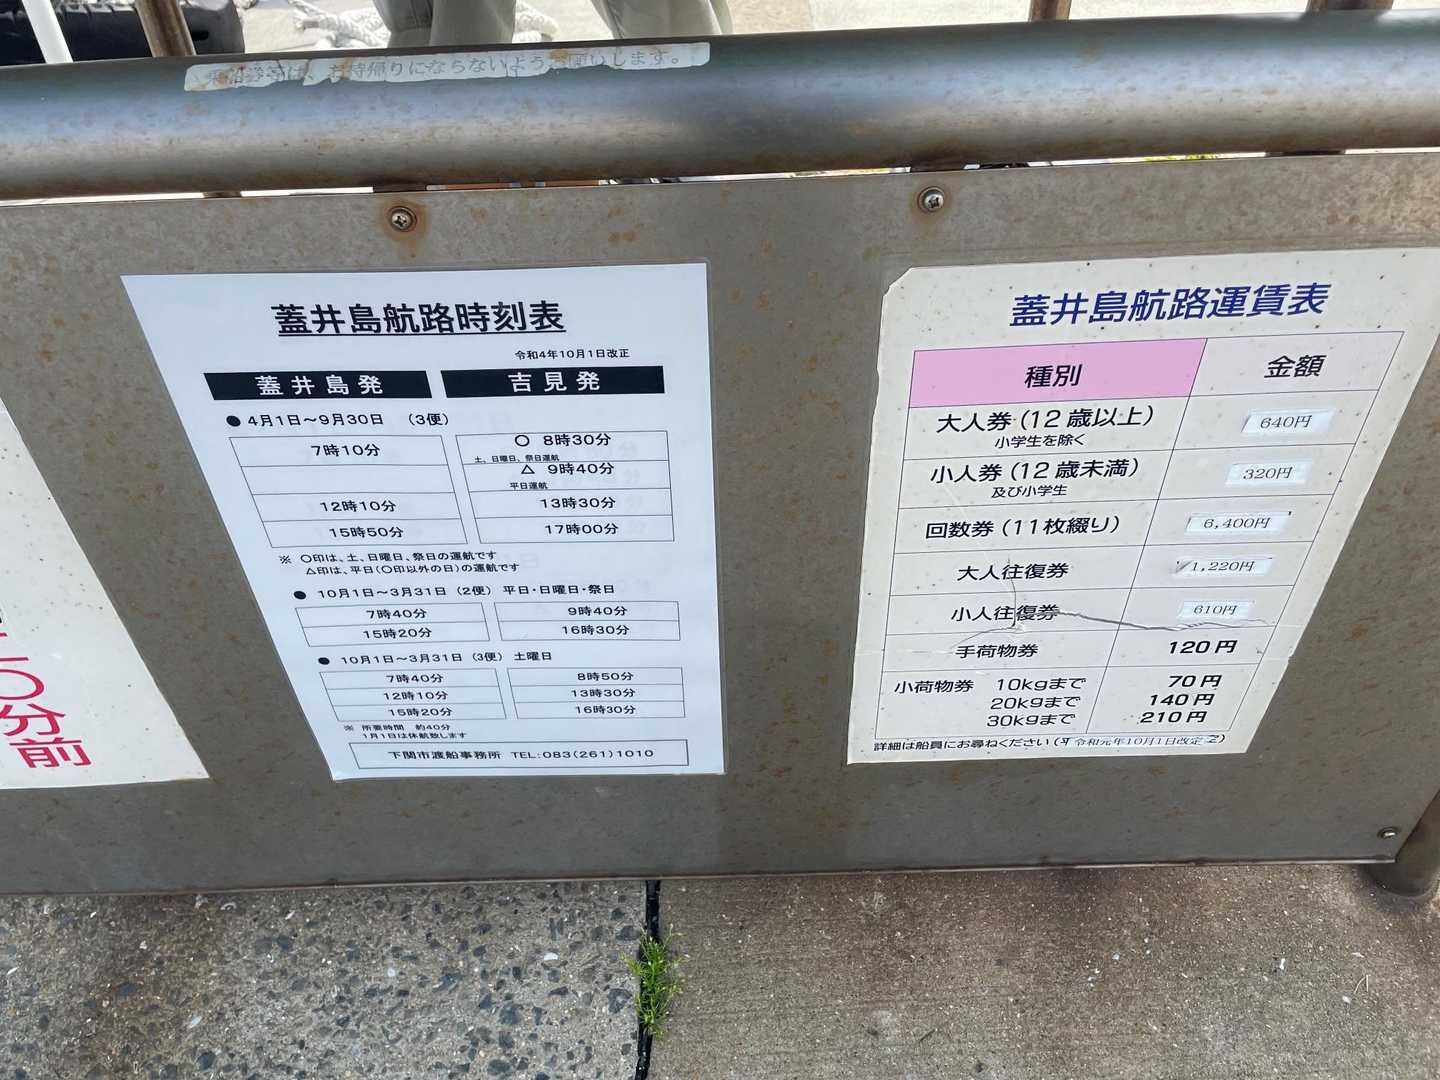 お持帰りにならないようお願いします。
分前
蓋井島航路時刻表
令和4年10月1日改正
蓋井島発 吉見発
● 4月1日～9月30日 (3便)
7時10分 ○ 8時30分
土、日曜日、祭日運航
△ 9時40分
平日運航
12時10分 13時30分
15時50分 17時00分
※ ○印は、土、日曜日、祭日の運航です
△印は、平日(○印以外の日)の運航です
● 10月1日～3月31日 (2便) 平日・日曜日・祭日
7時40分 9時40分
15時20分 16時30分
● 10月1日～3月31日 (3便) 土曜日
7時40分 8時50分
12時10分 13時30分
15時20分 16時30分
※ 所要時間 約40分
1月1日は休航致します
下関市渡船事務所 TEL:083(261)1010
蓋井島航路運賃表
種別 金額
大人券(12歳以上) 640円
小学生を除く
小人券(12歳未満) 320円
及び小学生
回数券(11枚綴り) 6,400円
大人往復券 1,220円
小人往復券 610円
手荷物券 120円
小荷物券 10kgまで 70円
20kgまで 140円
30kgまで 210円
詳細は船員にお尋ねください( 令和元年10月1日改定 )